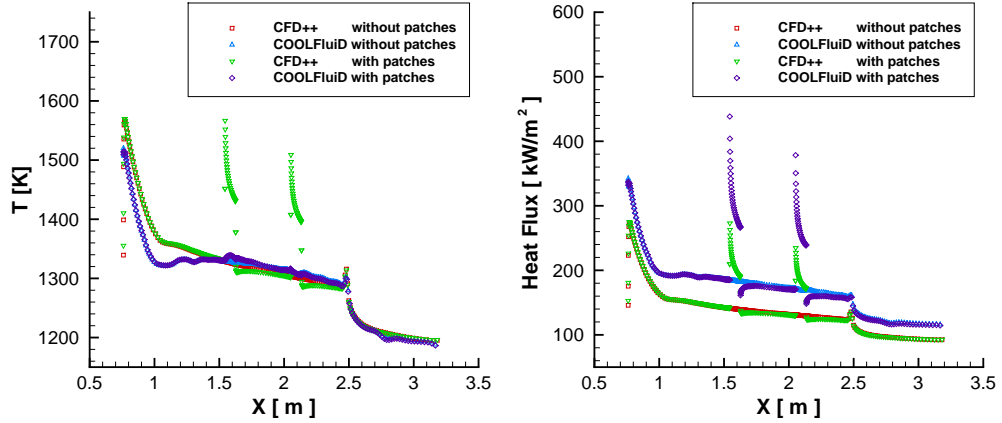 T [K]
1700
1600
1500
1400
1300
1200
0.5 1 1.5 2 2.5 3 3.5
X [ m ]
CFD++ without patches
COOLFluiD without patches
CFD++ with patches
COOLFluiD with patches
Heat Flux [ kW/m²]
600
500
400
300
200
100
0.5 1 1.5 2 2.5 3 3.5
X [ m ]
CFD++ without patches
COOLFluiD without patches
CFD++ with patches
COOLFluiD with patches